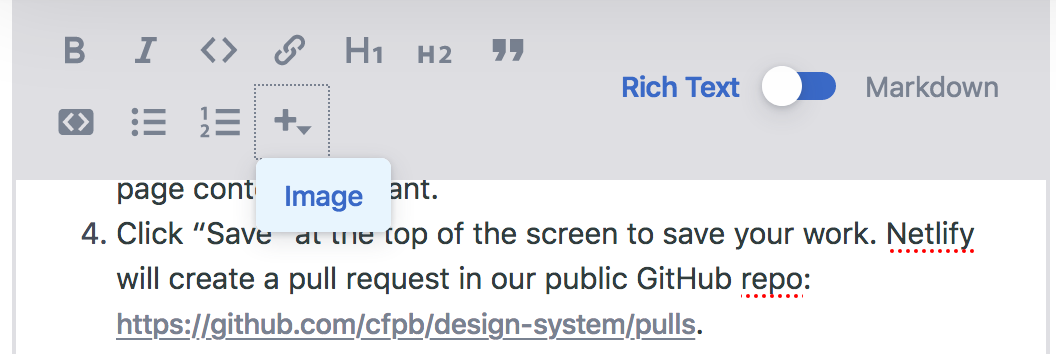 B I H1 H2
Rich Text Markdown
Image
page cont ant.
4. Click “Save” at the top of the screen to save your work. Netlify
will create a pull request in our public GitHub repo:
https://github.com/cfpb/design-system/pulls.